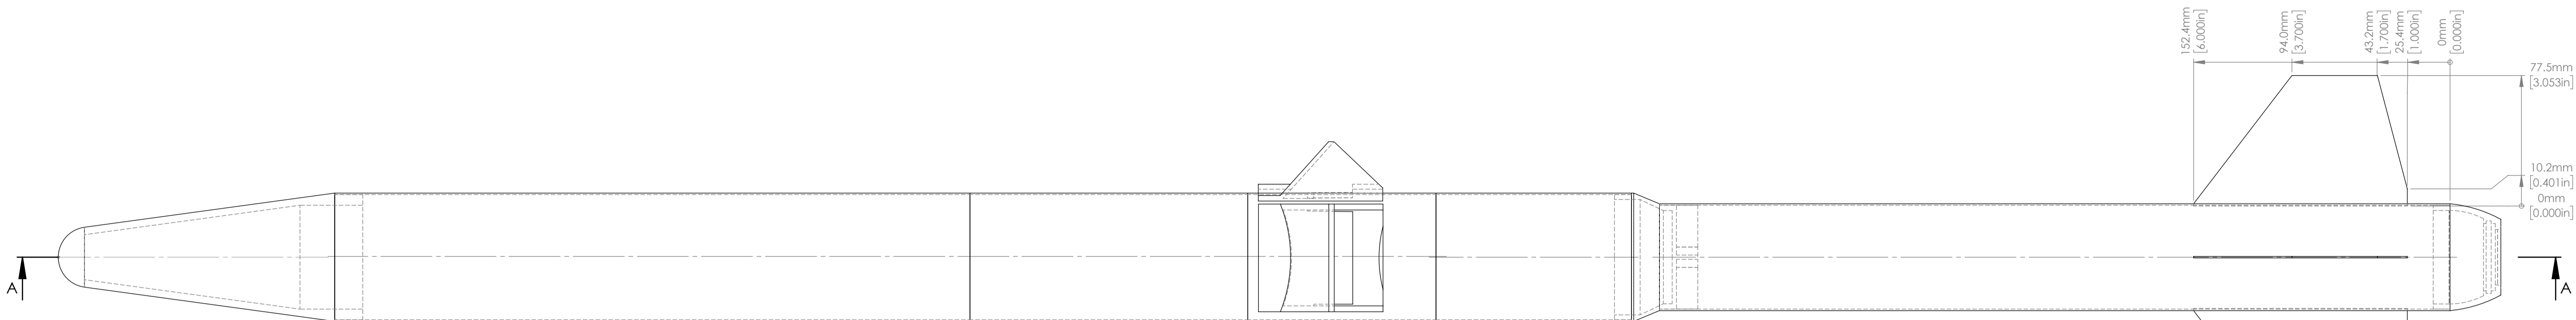 152.4mm
[6.000in]
94.0mm
[3.700in]
43.2mm
[1.700in]
25.4mm
[1.000in]
0mm
[0.000in]
77.5mm
[3.053in]
10.2mm
[0.401in]
0mm
[0.000in]
A
A